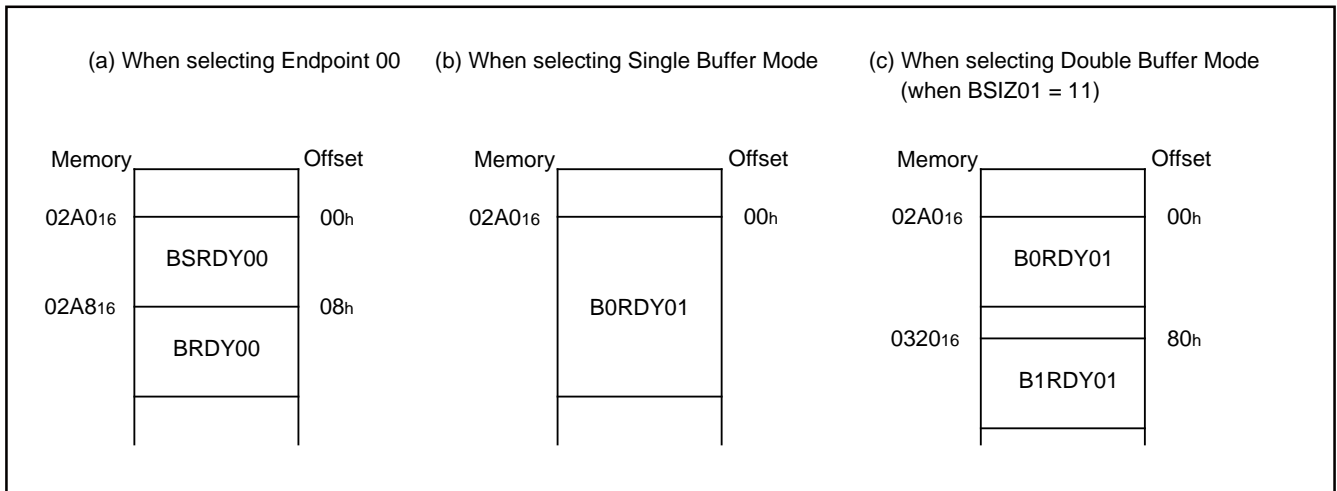 (a) When selecting Endpoint 00
Memory
Offset
02A016
00h
BSRDY00
02A816
08h
BRDY00
(b) When selecting Single Buffer Mode
Memory
Offset
02A016
00h
B0RDY01
(c) When selecting Double Buffer Mode
(when BSIZ01 = 11)
Memory
Offset
02A016
00h
B0RDY01
032016
80h
B1RDY01